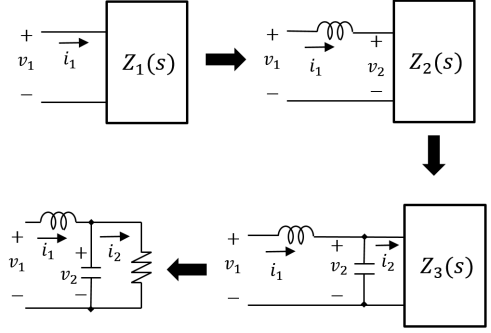 + v₁ − i₁ Z₁(s)
+ v₁ − i₁ + v₂ − Z₂(s)
+ v₁ − i₁ + v₂ − i₂
+ v₁ − i₁ + v₂ − i₂ Z₃(s)